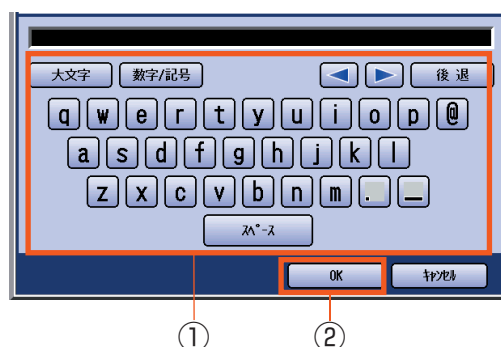 大文字 数字/記号 後退
q w e r t y u i o p @
a s d f g h j k l
z x c v b n m . _
ｽﾍﾟｰｽ
OK ｷｬﾝｾﾙ
① ②